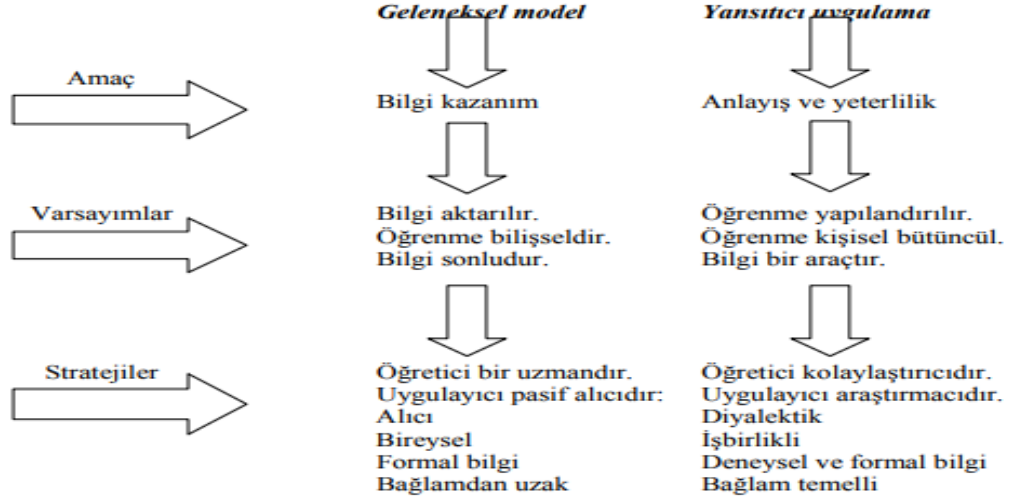 Geleneksel model
Yansıtıcı uygulama
Amaç
Bilgi kazanım
Anlayış ve yeterlilik
Varsayımlar
Bilgi aktarılır.
Öğrenme bilişseldir.
Bilgi sonludur.
Öğrenme yapılandırılır.
Öğrenme kişisel bütüncül.
Bilgi bir araçtır.
Stratejiler
Öğretici bir uzmandır.
Uygulayıcı pasif alıcıdır:
Alıcı
Bireysel
Formal bilgi
Bağlamdan uzak
Öğretici kolaylaştırıcıdır.
Uygulayıcı araştırmacıdır.
Diyalektik
İşbirlikli
Deneysel ve formal bilgi
Bağlam temelli